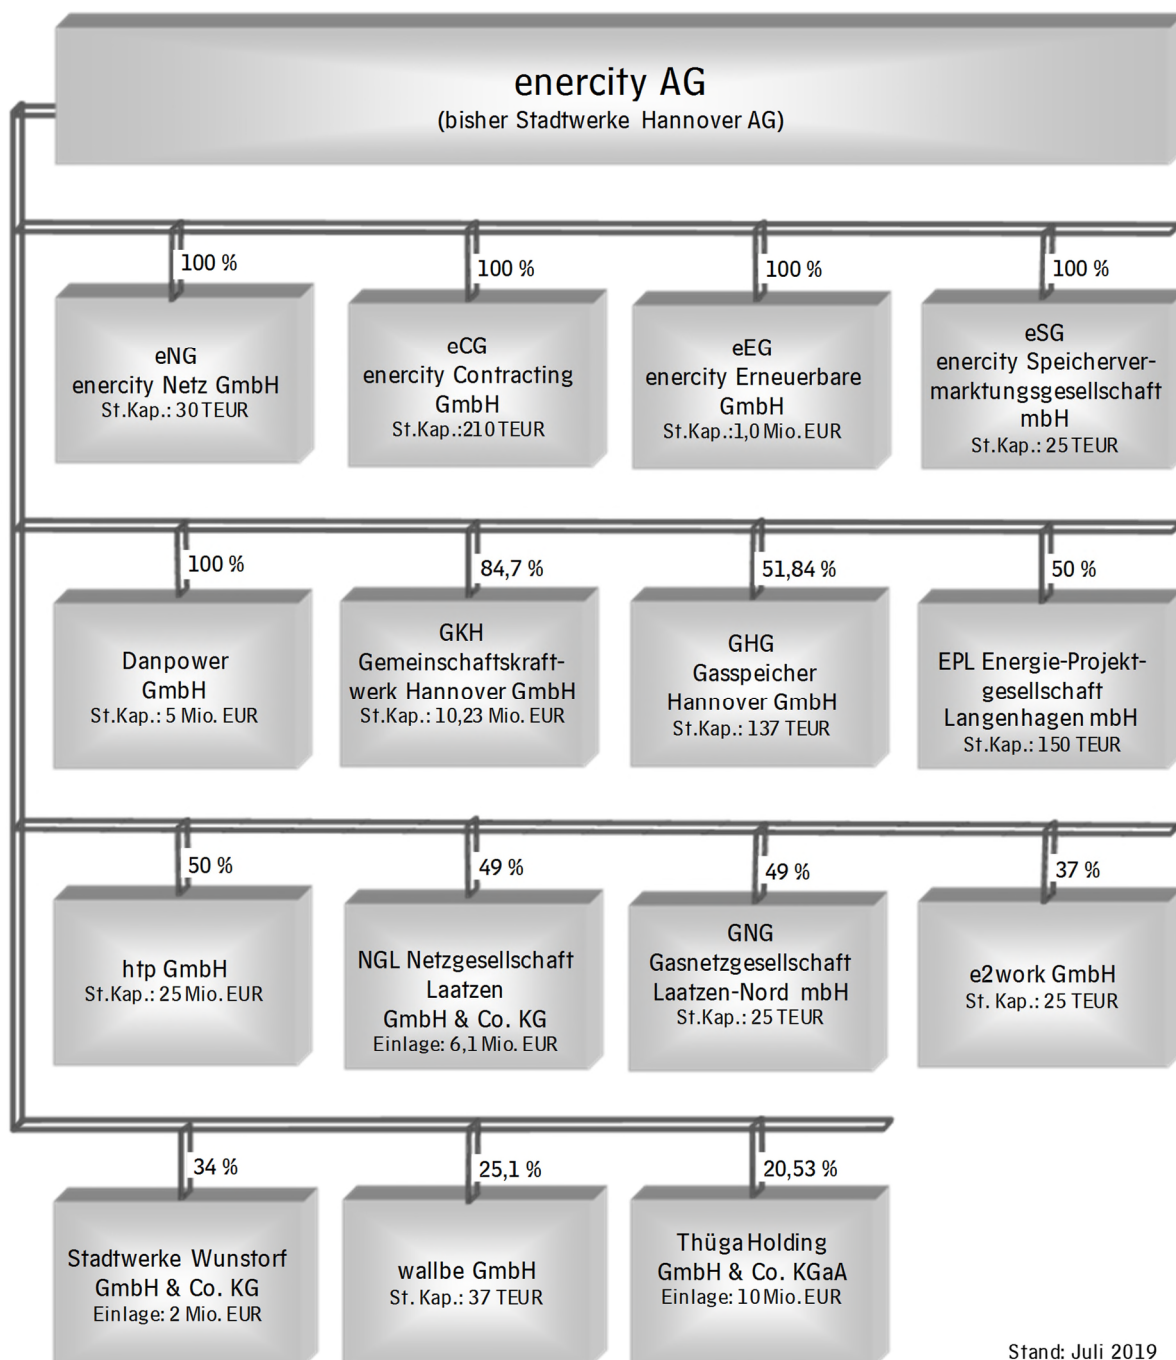 enercity AG
(bisher Stadtwerke Hannover AG)
100 %
100 %
100 %
100 %
eNG
enercity Netz GmbH
St.Kap.: 30 TEUR
eCG
enercity Contracting
GmbH
St.Kap.:210 TEUR
eEG
enercity Erneuerbare
GmbH
St.Kap.:1,0 Mio. EUR
eSG
enercity Speicherver-
marktungsgesellschaft
mbH
St.Kap.: 25 TEUR
100 %
84,7 %
51,84 %
50 %
Danpower
GmbH
St.Kap.: 5 Mio. EUR
GKH
Gemeinschaftskraft-
werk Hannover GmbH
St.Kap.: 10,23 Mio. EUR
GHG
Gasspeicher
Hannover GmbH
St.Kap.: 137 TEUR
EPL Energie-Projekt-
gesellschaft
Langenhagen mbH
St.Kap.: 150 TEUR
50 %
49 %
49 %
37 %
htp GmbH
St.Kap.: 25 Mio. EUR
NGL Netzgesellschaft
Laatzen
GmbH & Co. KG
Einlage: 6,1 Mio. EUR
GNG
Gasnetzgesellschaft
Laatzen-Nord mbH
St.Kap.: 25 TEUR
e2work GmbH
St. Kap.: 25 TEUR
34 %
25,1 %
20,53 %
Stadtwerke Wunstorf
GmbH & Co. KG
Einlage: 2 Mio. EUR
wallbe GmbH
St. Kap.: 37 TEUR
Thüga Holding
GmbH & Co. KGaA
Einlage: 10 Mio. EUR
Stand: Juli 2019